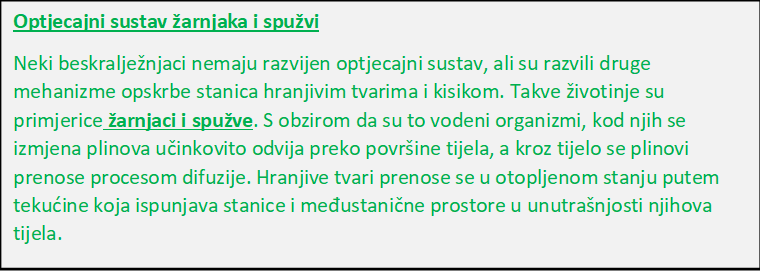 Optjecajni sustav žarnjaka i spužvi
Neki beskralježnjaci nemaju razvijen optjecajni sustav, ali su razvili druge
mehanizme opskrbe stanica hranjivim tvarima i kisikom. Takve životinje su
primjerice žarnjaci i spužve. S obzirom da su to vodeni organizmi, kod njih se
izmjena plinova učinkovito odvija preko površine tijela, a kroz tijelo se plinovi
prenose procesom difuzije. Hranjive tvari prenose se u otopljenom stanju putem
tekućine koja ispunjava stanice i međustanične prostore u unutrašnjosti njihova
tijela.